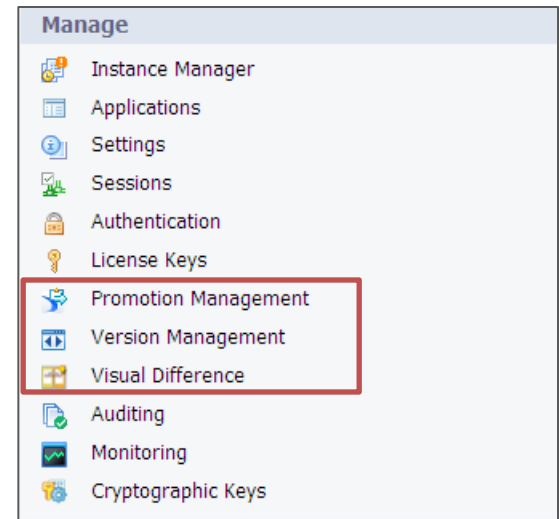 Manage
Instance Manager
Applications
Settings
Sessions
Authentication
License Keys
Promotion Management
Version Management
Visual Difference
Auditing
Monitoring
Cryptographic Keys